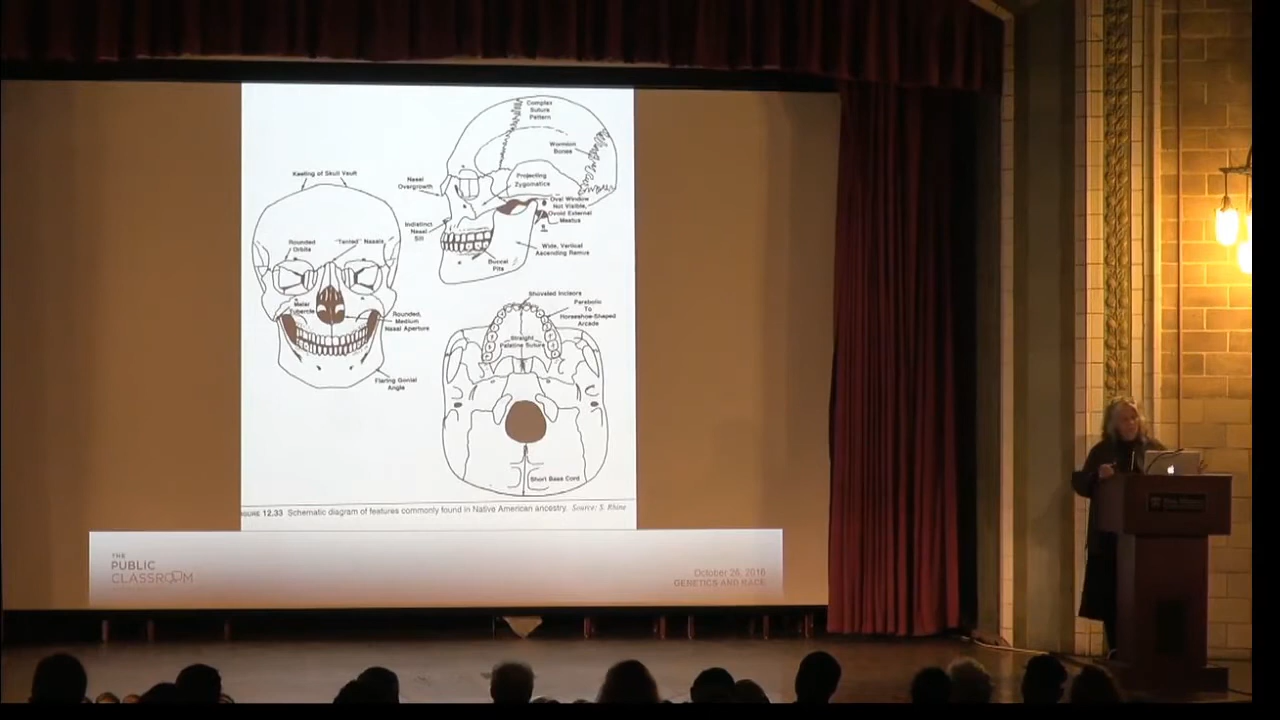 Keeling of Skull Vault
Rounded
Orbits
"Tented" Nasals
Malar
Tubercle
Rounded,
Medium
Nasal Aperture
Flaring Gonial
Angle
Complex
Suture
Pattern
Wormion
Bones
Nasal
Overgrowth
Projecting
Zygomatics
Oval Window
Not Visible,
Ovoid External
Meatus
Indistinct
Nasal
Sill
Wide, Vertical
Ascending Ramus
Buccal
Pits
Shoveled Incisors
Parabolic
To
Horseshoe-Shaped
Arcade
Straight
Palatine Suture
Short Base Cord
12.33 Schematic diagram of features commonly found in Native American ancestry. Source: S. Rhine
THE
PUBLIC
CLASSROOM
October 26, 2016
GENETICS AND RACE